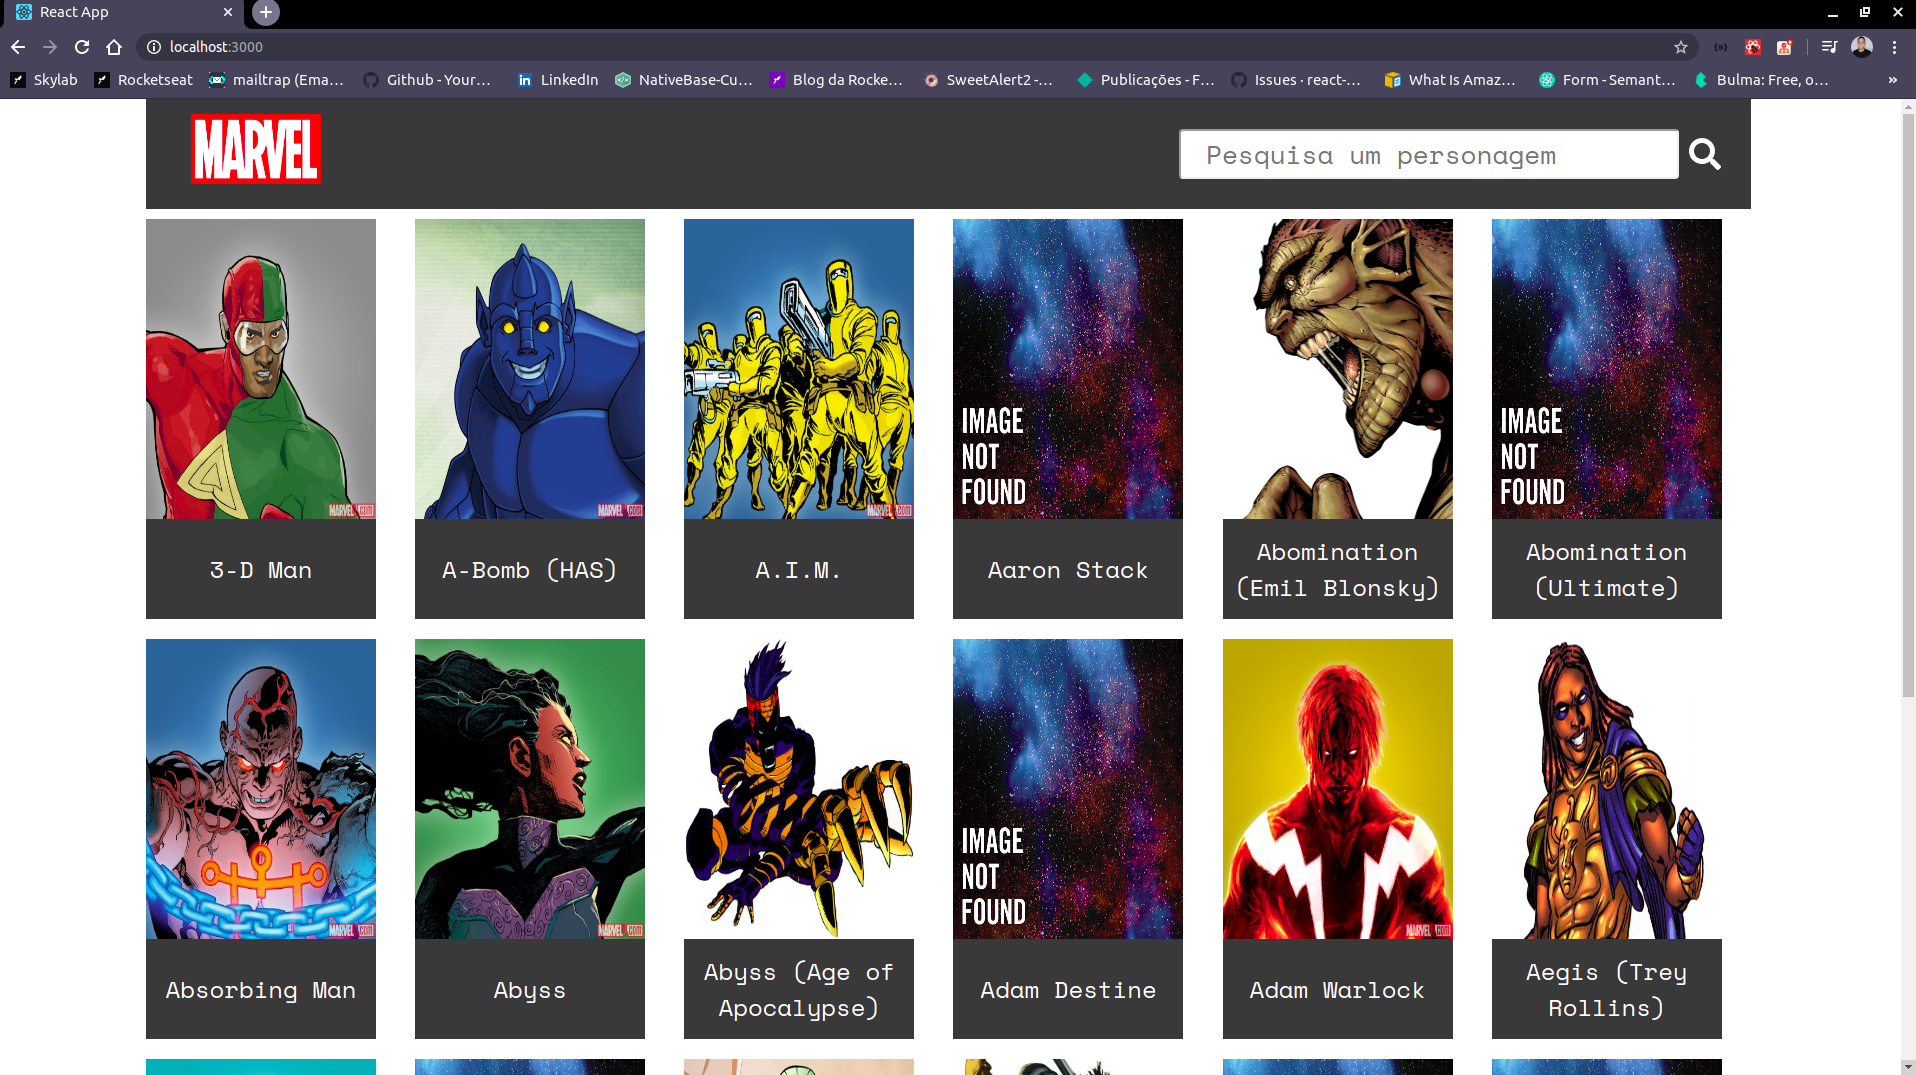 React App
localhost:3000
Skylab
Rocketseat
mailtrap (Ema...
Github - Your...
LinkedIn
NativeBase-Cu...
Blog da Rocke...
SweetAlert2 -...
Publicações - F...
Issues · react-...
What Is Amaz...
Form - Semant...
Bulma: Free, o...
»
MARVEL
Pesquisa um personagem
MARVEL.COM
MARVEL.COM
MARVEL.COM
IMAGE
NOT
FOUND
IMAGE
NOT
FOUND
3-D Man
A-Bomb (HAS)
A.I.M.
Aaron Stack
Abomination
(Emil Blonsky)
Abomination
(Ultimate)
MARVEL.COM
MARVEL.COM
IMAGE
NOT
FOUND
MARVEL.COM
Absorbing Man
Abyss
Abyss (Age of
Apocalypse)
Adam Destine
Adam Warlock
Aegis (Trey
Rollins)